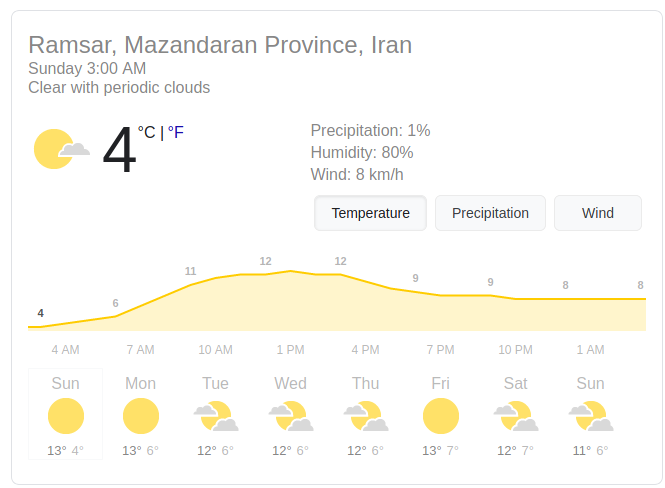 Ramsar, Mazandaran Province, Iran
Sunday 3:00 AM
Clear with periodic clouds
4 °C | °F
Precipitation: 1%
Humidity: 80%
Wind: 8 km/h
Temperature Precipitation Wind
4 6 11 12 12 9 9 8 8
4 AM 7 AM 10 AM 1 PM 4 PM 7 PM 10 PM 1 AM
Sun Mon Tue Wed Thu Fri Sat Sun
13° 4° 13° 6° 12° 6° 12° 6° 12° 6° 13° 7° 12° 7° 11° 6°